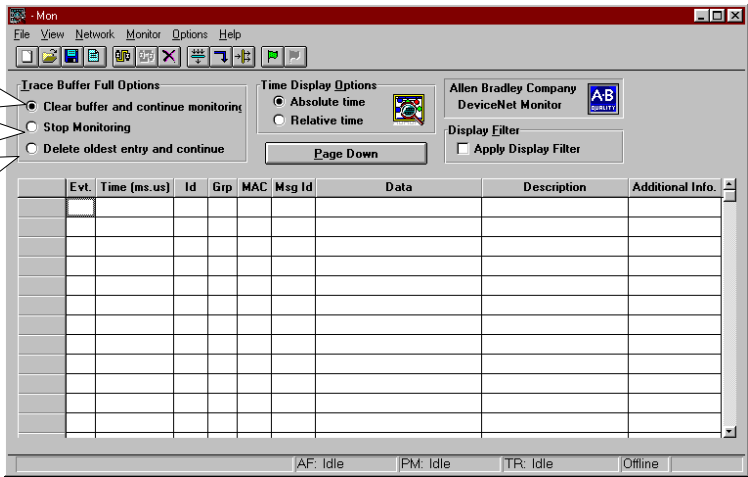 - Mon
File View Network Monitor Options Help
Trace Buffer Full Options
Clear buffer and continue monitoring
Stop Monitoring
Delete oldest entry and continue
Time Display Options
Absolute time
Relative time
Page Down
Allen Bradley Company
DeviceNet Monitor
A·B
QUALITY
Display Filter
Apply Display Filter
Evt. Time (ms.us) Id Grp MAC Msg Id Data Description Additional Info.
AF: Idle PM: Idle TR: Idle Offline